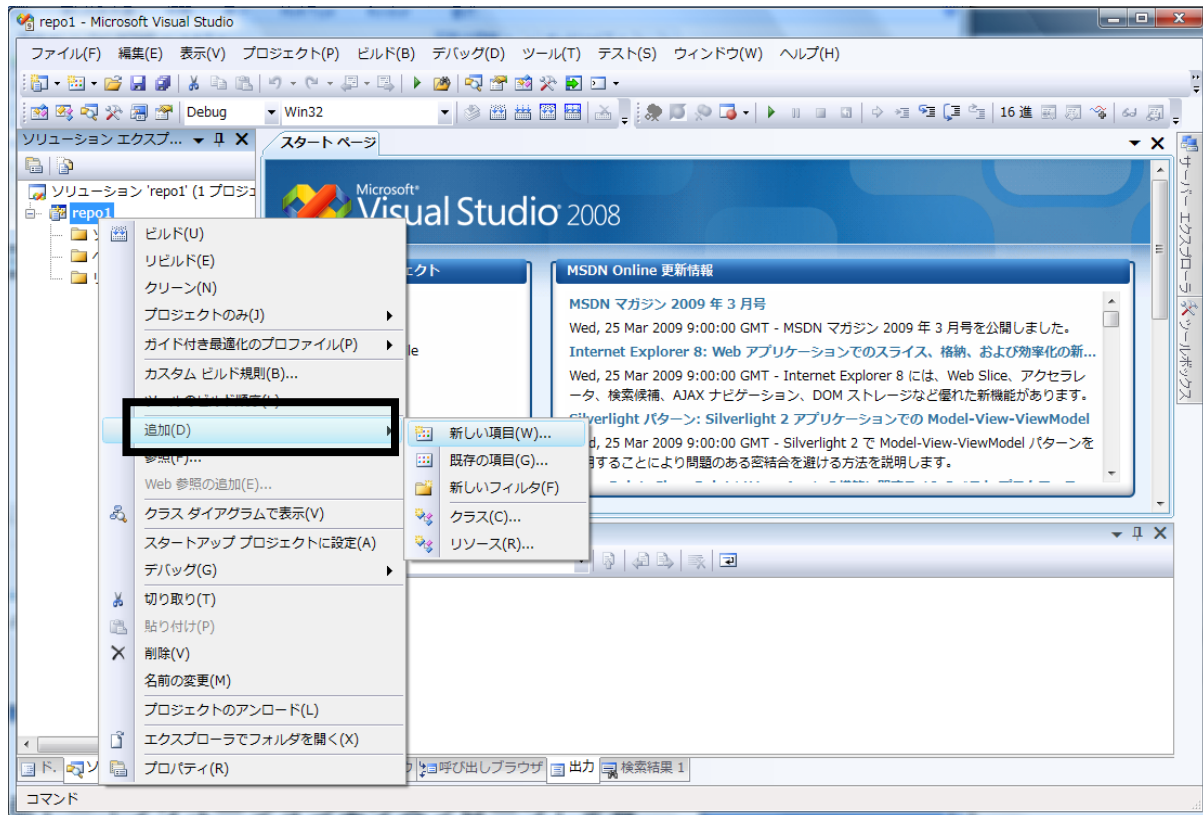 repo1 - Microsoft Visual Studio
ファイル(F) 編集(E) 表示(V) プロジェクト(P) ビルド(B) デバッグ(D) ツール(T) テスト(S) ウィンドウ(W) ヘルプ(H)
Debug Win32 16 進
ソリューション エクスプ...
スタート ページ
ソリューション 'repo1' (1 プロジェ
repo1
Microsoft
Visual Studio 2008
ェクト
MSDN Online 更新情報
MSDN マガジン 2009 年 3 月号
Wed, 25 Mar 2009 9:00:00 GMT - MSDN マガジン 2009 年 3 月号を公開しました。
Internet Explorer 8: Web アプリケーションでのスライス、格納、および効率化の新...
Wed, 25 Mar 2009 9:00:00 GMT - Internet Explorer 8 には、Web Slice、アクセラレ
ータ、検索候補、AJAX ナビゲーション、DOM ストレージなど優れた新機能があります。
Silverlight パターン: Silverlight 2 アプリケーションでの Model-View-ViewModel
d, 25 Mar 2009 9:00:00 GMT - Silverlight 2 で Model-View-ViewModel パターンを
用することにより問題のある密結合を避ける方法を説明します。
le
ビルド(U)
リビルド(E)
クリーン(N)
プロジェクトのみ(J)
ガイド付き最適化のプロファイル(P)
カスタム ビルド規則(B)...
追加(D)
参照(F)...
Web 参照の追加(E)...
クラス ダイアグラムで表示(V)
スタートアップ プロジェクトに設定(A)
デバッグ(G)
切り取り(T)
貼り付け(P)
削除(V)
名前の変更(M)
プロジェクトのアンロード(L)
エクスプローラでフォルダを開く(X)
プロパティ(R)
新しい項目(W)...
既存の項目(G)...
新しいフィルタ(F)
クラス(C)...
リソース(R)...
サーバー エクスプローラ
ツールボックス
ド.
ソ
呼び出しブラウザ
出力
検索結果 1
コマンド